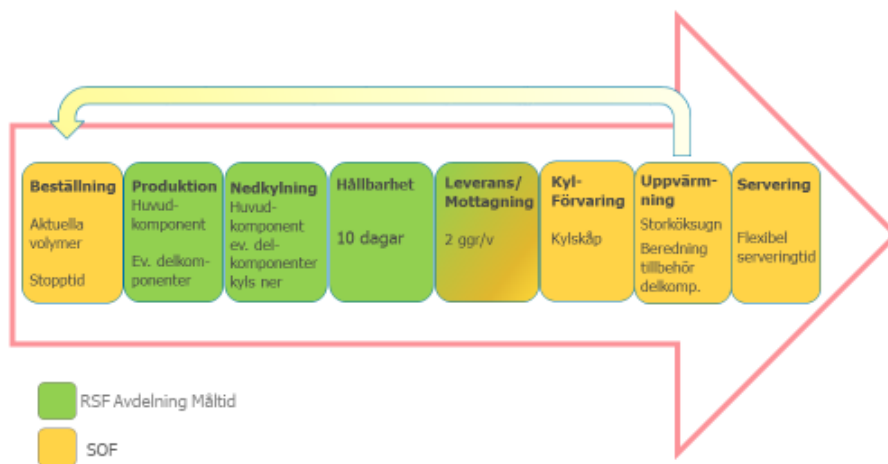 Beställning
Aktuella
volymer
Stopptid
Produktion
Huvud-
komponent
Ev. delkom-
ponenter
Nedkylning
Huvud-
komponent
ev. del-
komponenter
kyls ner
Hållbarhet
10 dagar
Leverans/
Mottagning
2 ggr/v
Kyl-
Förvaring
Kylskåp
Uppvärm-
ning
Storköksugn
Beredning
tillbehör
delkomp.
Servering
Flexibel
serveringtid
RSF Avdelning Måltid
SOF